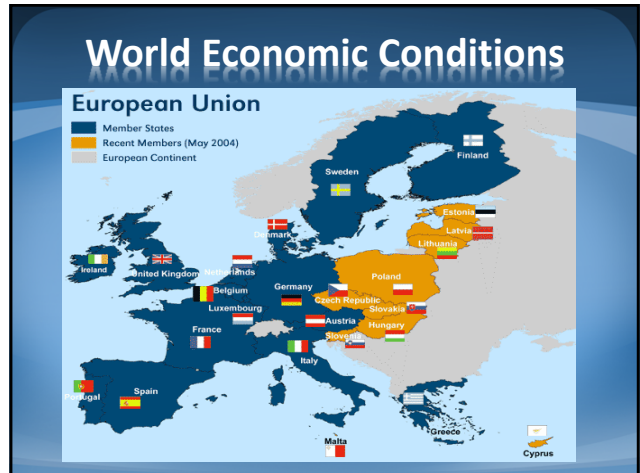 World Economic Conditions
European Union
Member States
Recent Members (May 2004)
European Continent
Finland
Sweden
Estonia
Latvia
Denmark
Lithuania
Ireland
United Kingdom
Netherlands
Poland
Germany
Belgium
Czech Republic
Luxembourg
Slovakia
Austria
Hungary
France
Slovenia
Italy
Spain
Portugal
Greece
Malta
Cyprus